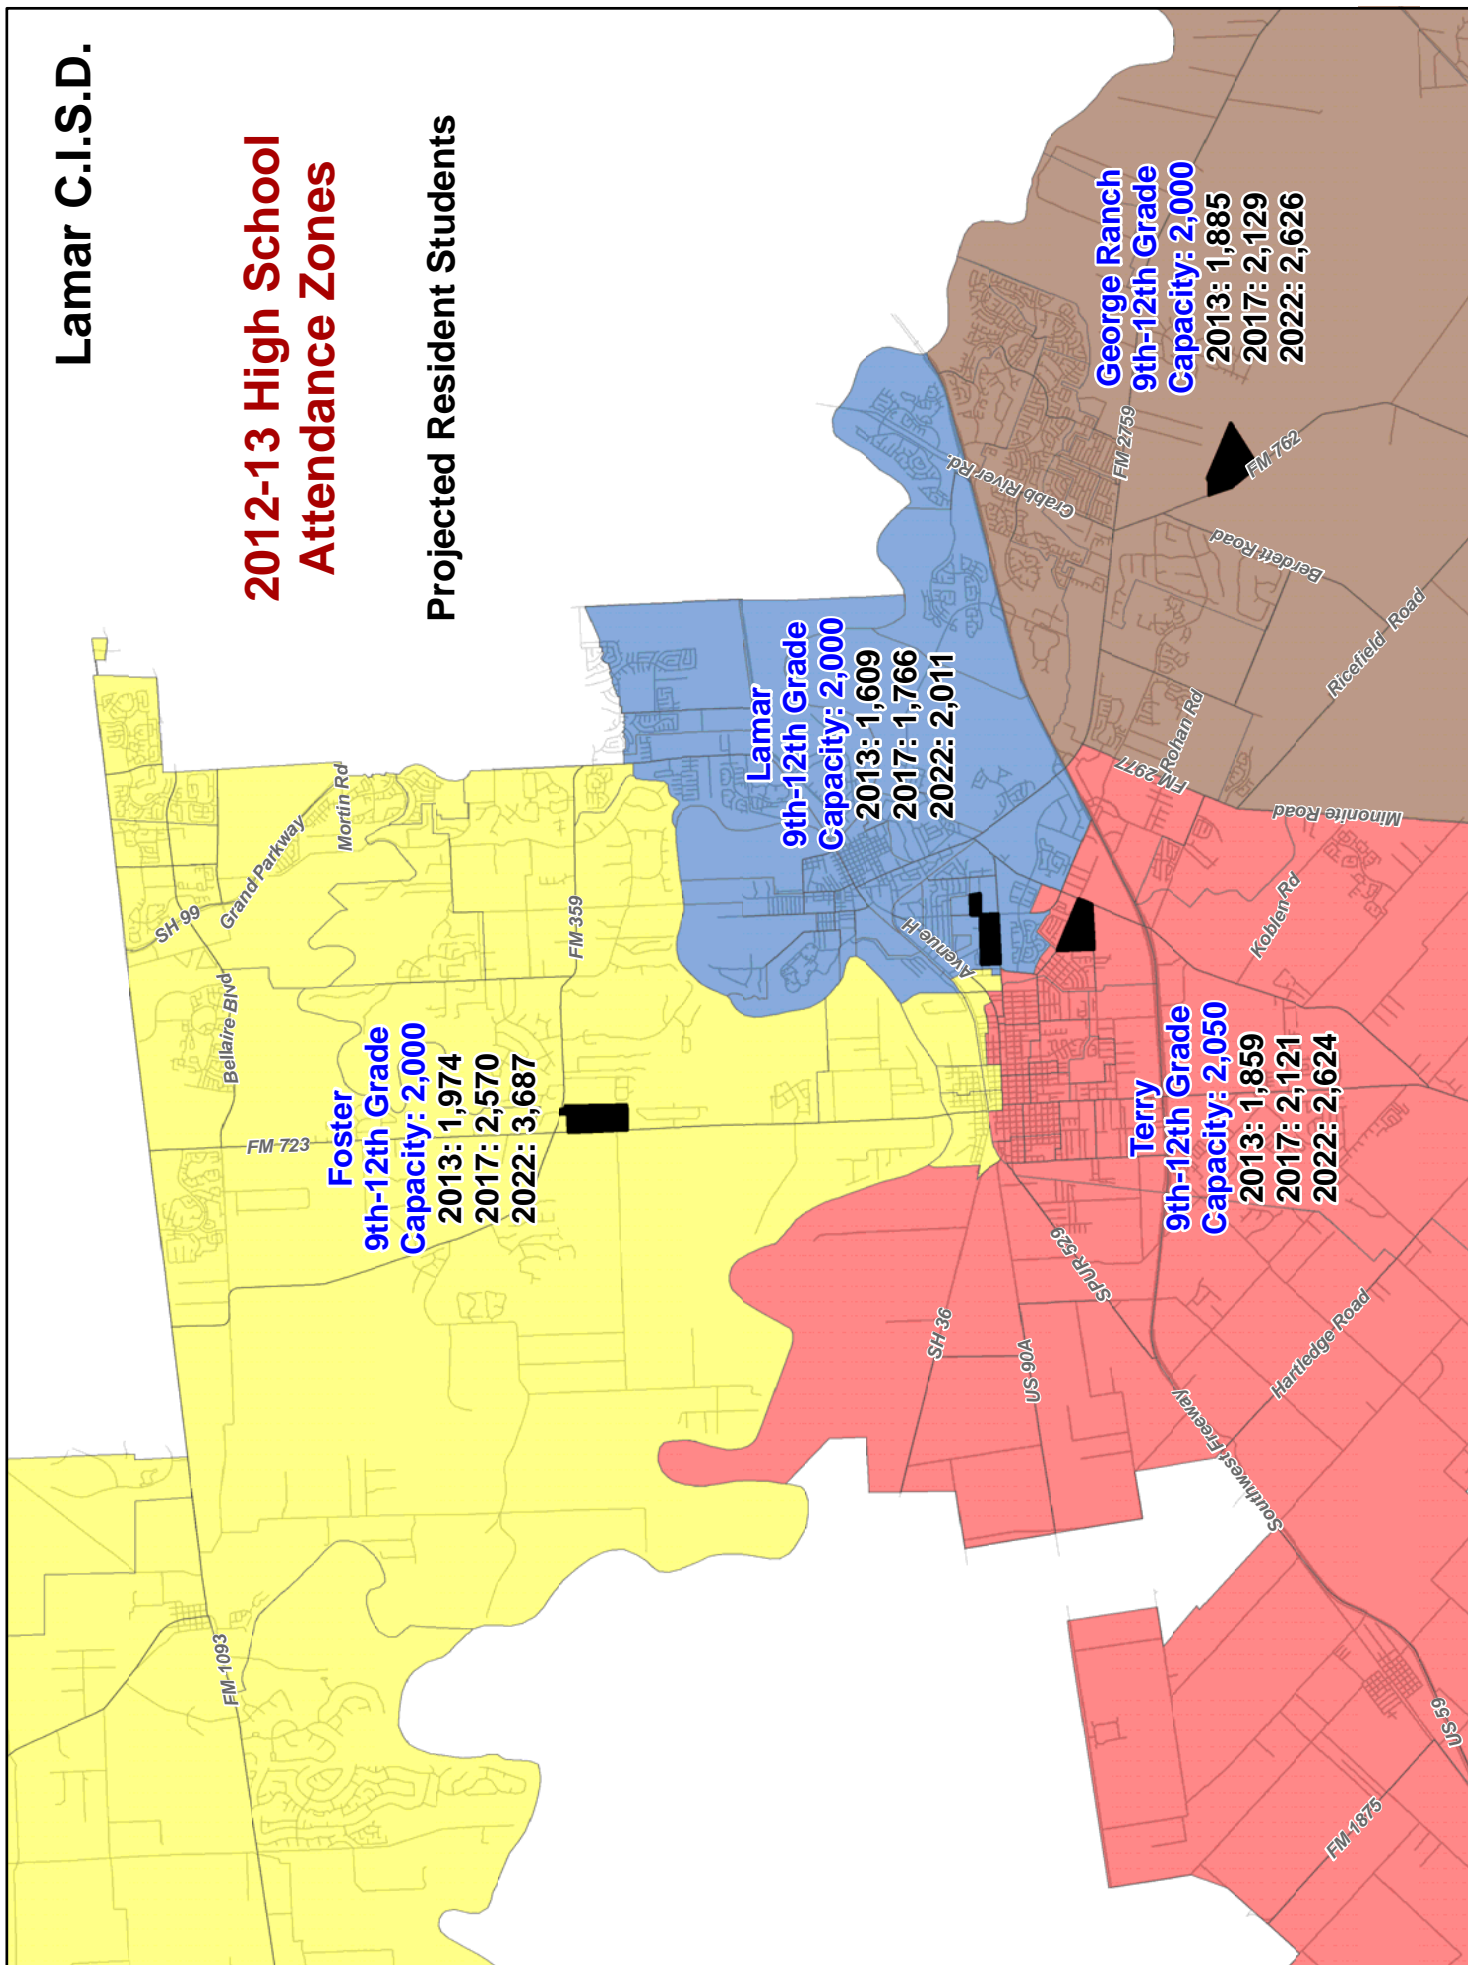 Lamar C.I.S.D.
2012-13 High School
Attendance Zones
Projected Resident Students
Foster
9th-12th Grade
Capacity: 2,000
2013: 1,974
2017: 2,570
2022: 3,687
Lamar
9th-12th Grade
Capacity: 2,000
2013: 1,609
2017: 1,766
2022: 2,011
George Ranch
9th-12th Grade
Capacity: 2,000
2013: 1,885
2017: 2,129
2022: 2,626
Terry
9th-12th Grade
Capacity: 2,050
2013: 1,859
2017: 2,121
2022: 2,624
FM 1093
FM 723
Bellaire Blvd
SH 99
Grand Parkway
Mortin Rd
FM 359
Avenue H
Crabb River Rd.
FM 2759
FM 762
Berdett Road
Ricefield Road
Rohan Rd
FM 2977
Minonite Road
Koblen Rd
SH 36
US 90A
SPUR 529
Southwest Freeway
Hartledge Road
FM 1875
US 59